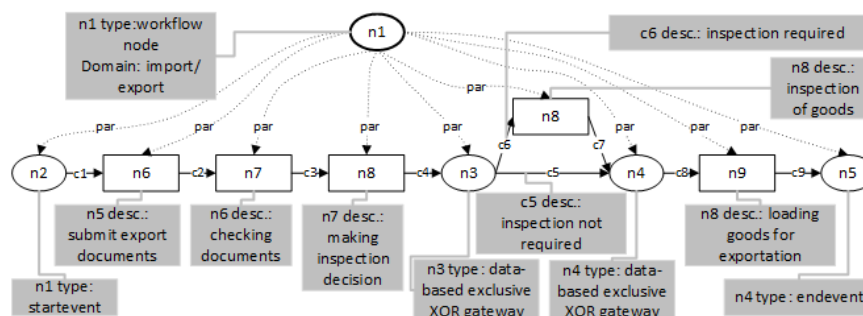 n1 type:workflow
node
Domain: import/
export
n1
c6 desc.: inspection required
n8 desc.:
inspection
of goods
par
par
par
par
par
par
par
par
par
n8
c6
c7
n2
c1
n6
c2
n7
c3
n8
c4
n3
c5
n4
c8
n9
c9
n5
n5 desc.:
submit export
documents
n6 desc.:
checking
documents
n7 desc.:
making
inspection
decision
c5 desc.:
inspection not
required
n8 desc.: loading
goods for
exportation
n1 type:
startevent
n3 type: data-
based exclusive
XOR gateway
n4 type: data-
based exclusive
XOR gateway
n4 type: endevent